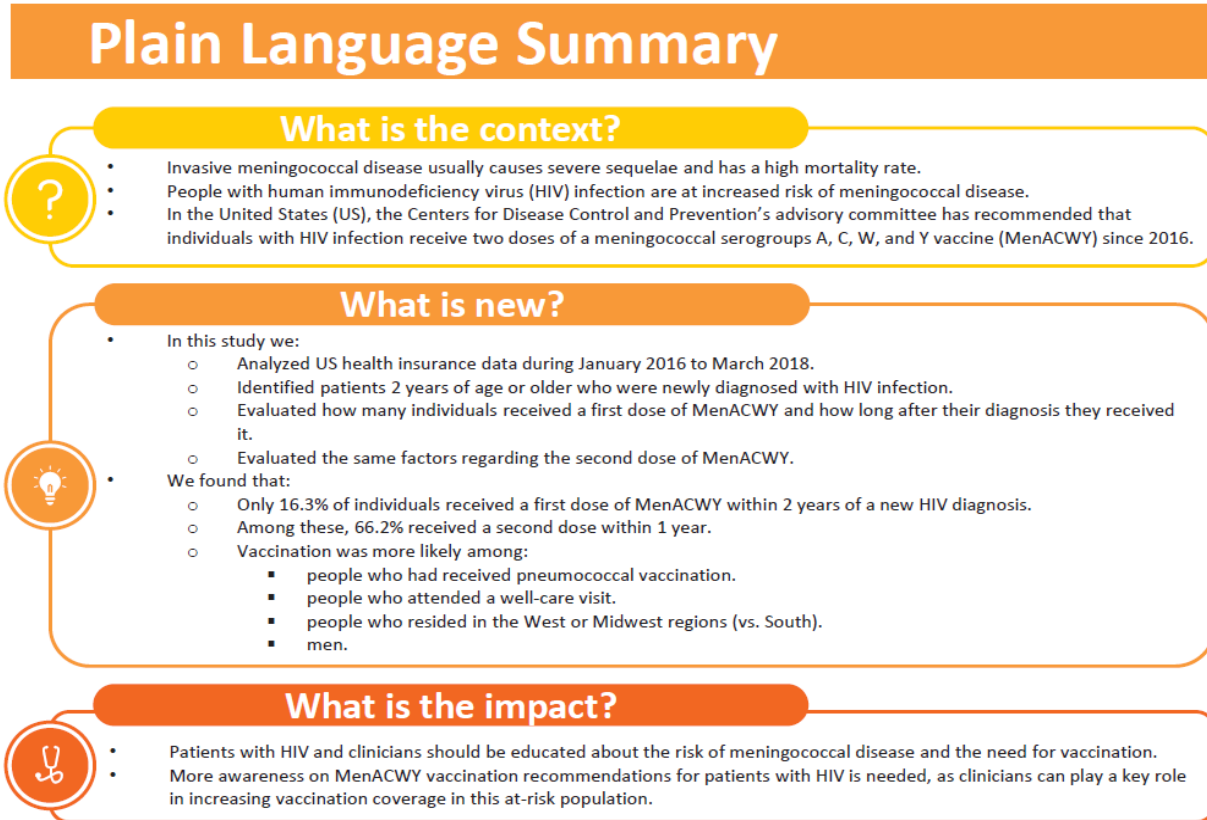 Plain Language Summary
What is the context?
• Invasive meningococcal disease usually causes severe sequelae and has a high mortality rate.
• People with human immunodeficiency virus (HIV) infection are at increased risk of meningococcal disease.
• In the United States (US), the Centers for Disease Control and Prevention's advisory committee has recommended that
individuals with HIV infection receive two doses of a meningococcal serogroups A, C, W, and Y vaccine (MenACWY) since 2016.
What is new?
• In this study we:
o Analyzed US health insurance data during January 2016 to March 2018.
o Identified patients 2 years of age or older who were newly diagnosed with HIV infection.
o Evaluated how many individuals received a first dose of MenACWY and how long after their diagnosis they received
it.
o Evaluated the same factors regarding the second dose of MenACWY.
• We found that:
o Only 16.3% of individuals received a first dose of MenACWY within 2 years of a new HIV diagnosis.
o Among these, 66.2% received a second dose within 1 year.
o Vaccination was more likely among:
▪ people who had received pneumococcal vaccination.
▪ people who attended a well-care visit.
▪ people who resided in the West or Midwest regions (vs. South).
▪ men.
What is the impact?
• Patients with HIV and clinicians should be educated about the risk of meningococcal disease and the need for vaccination.
• More awareness on MenACWY vaccination recommendations for patients with HIV is needed, as clinicians can play a key role
in increasing vaccination coverage in this at-risk population.